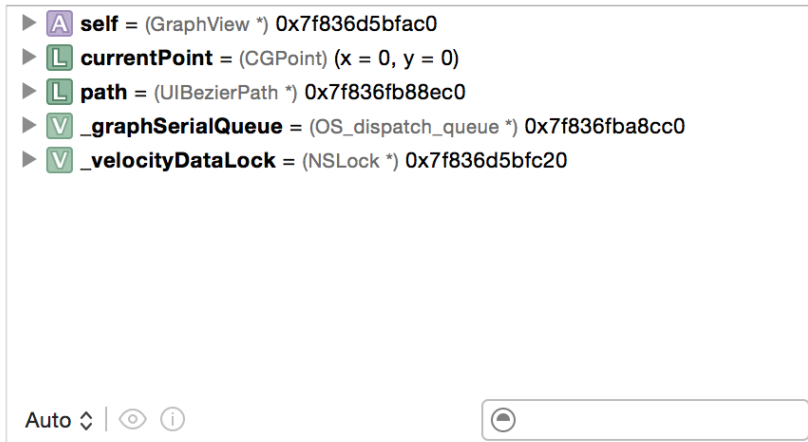 A self = (GraphView *) 0x7f836d5bfac0
L currentPoint = (CGPoint) (x = 0, y = 0)
L path = (UIBezierPath *) 0x7f836fb88ec0
V _graphSerialQueue = (OS_dispatch_queue *) 0x7f836fba8cc0
V _velocityDataLock = (NSLock *) 0x7f836d5bfc20
Auto